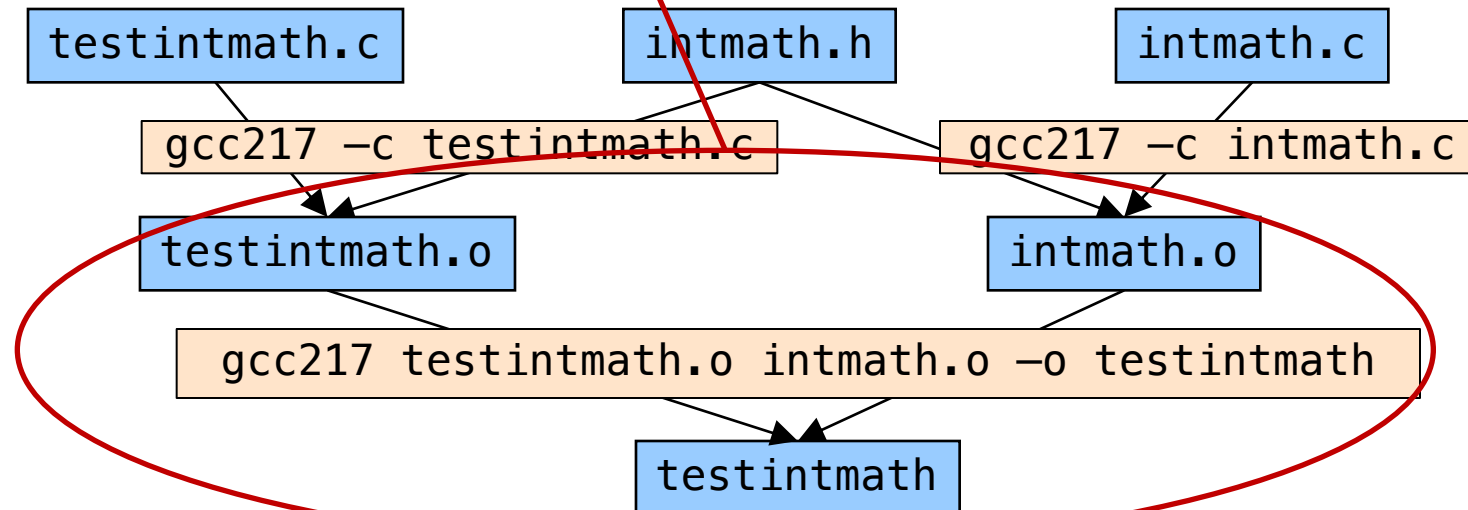 testintmath.c
intmath.h
intmath.c
gcc217 –c testintmath.c
gcc217 –c intmath.c
testintmath.o
intmath.o
gcc217 testintmath.o intmath.o –o testintmath
testintmath